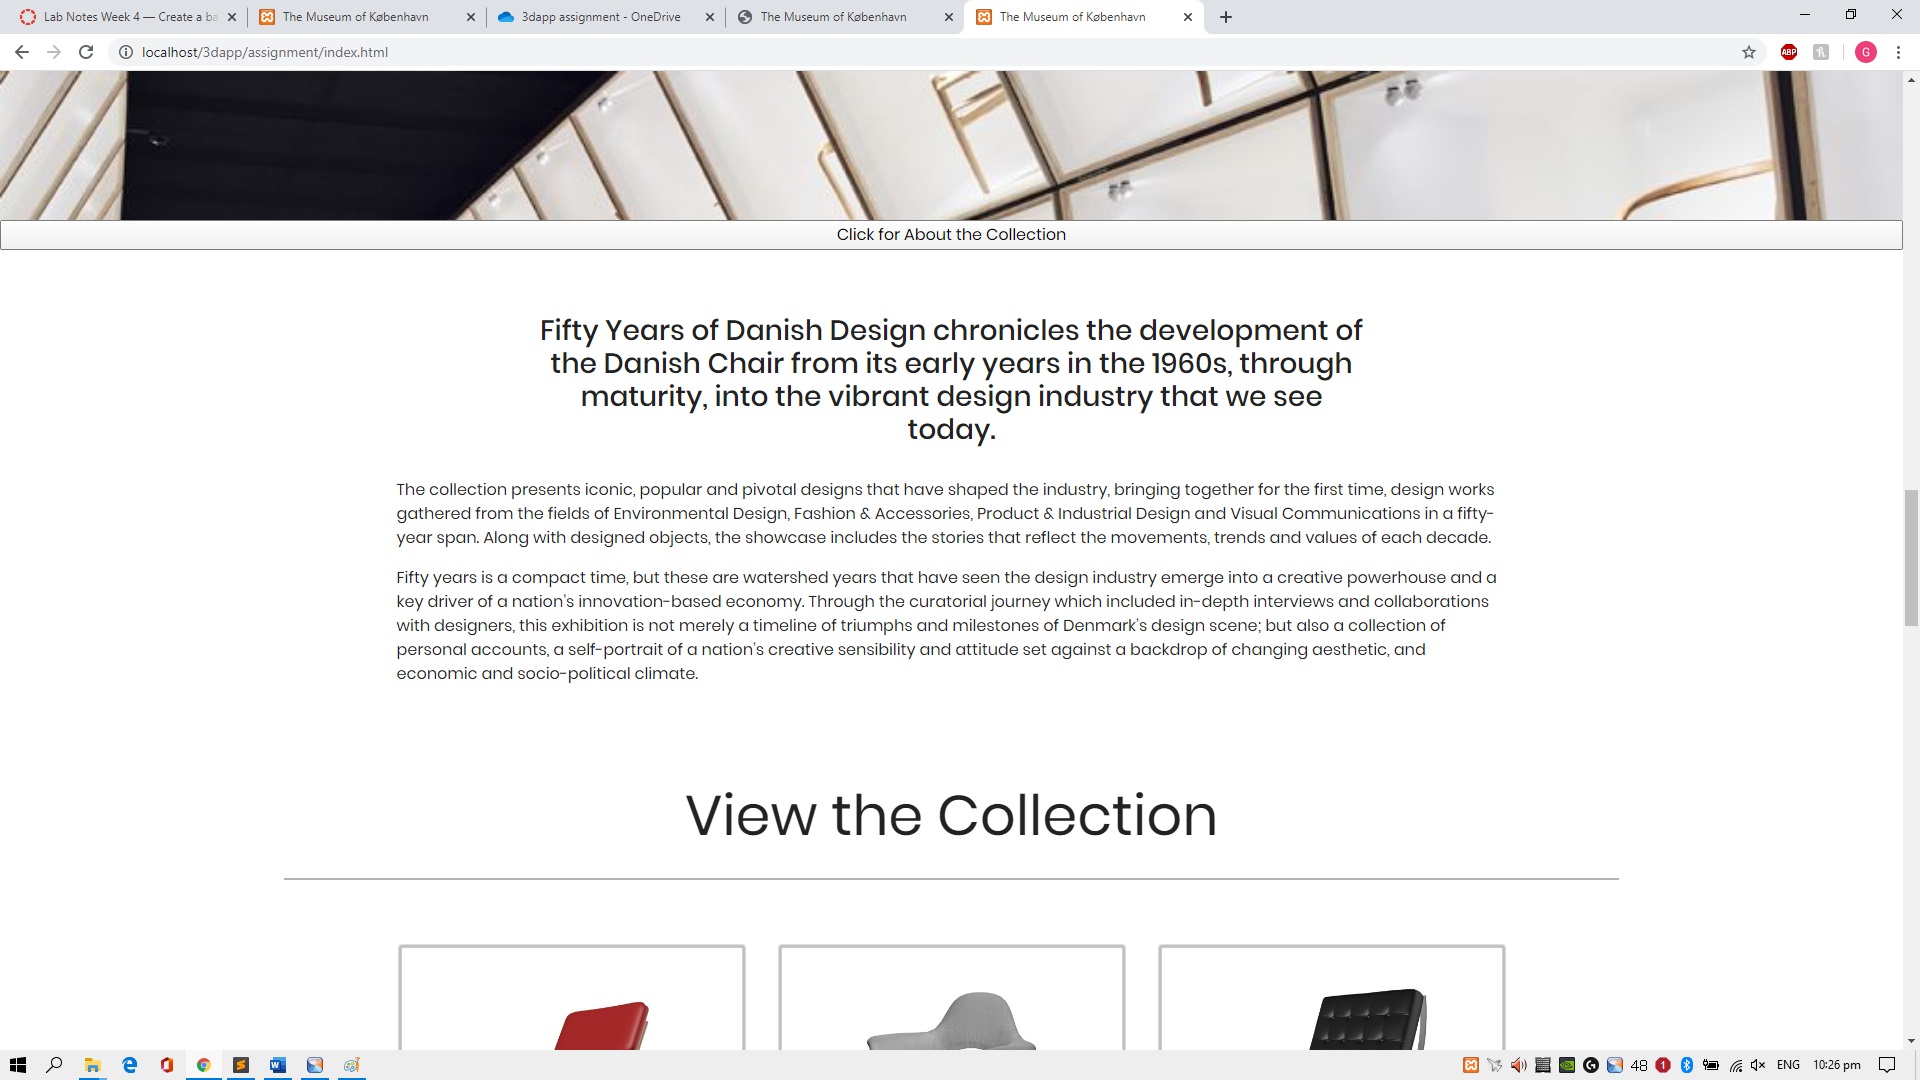 Lab Notes Week 4 — Create a ba
The Museum of København
3dapp assignment - OneDrive
The Museum of København
The Museum of København
localhost/3dapp/assignment/index.html
ABP
G
Click for About the Collection
Fifty Years of Danish Design chronicles the development of
the Danish Chair from its early years in the 1960s, through
maturity, into the vibrant design industry that we see
today.
The collection presents iconic, popular and pivotal designs that have shaped the industry, bringing together for the first time, design works
gathered from the fields of Environmental Design, Fashion & Accessories, Product & Industrial Design and Visual Communications in a fifty-
year span. Along with designed objects, the showcase includes the stories that reflect the movements, trends and values of each decade.
Fifty years is a compact time, but these are watershed years that have seen the design industry emerge into a creative powerhouse and a
key driver of a nation's innovation-based economy. Through the curatorial journey which included in-depth interviews and collaborations
with designers, this exhibition is not merely a timeline of triumphs and milestones of Denmark's design scene; but also a collection of
personal accounts, a self-portrait of a nation's creative sensibility and attitude set against a backdrop of changing aesthetic, and
economic and socio-political climate.
View the Collection
48 1 ENG 10:26 pm